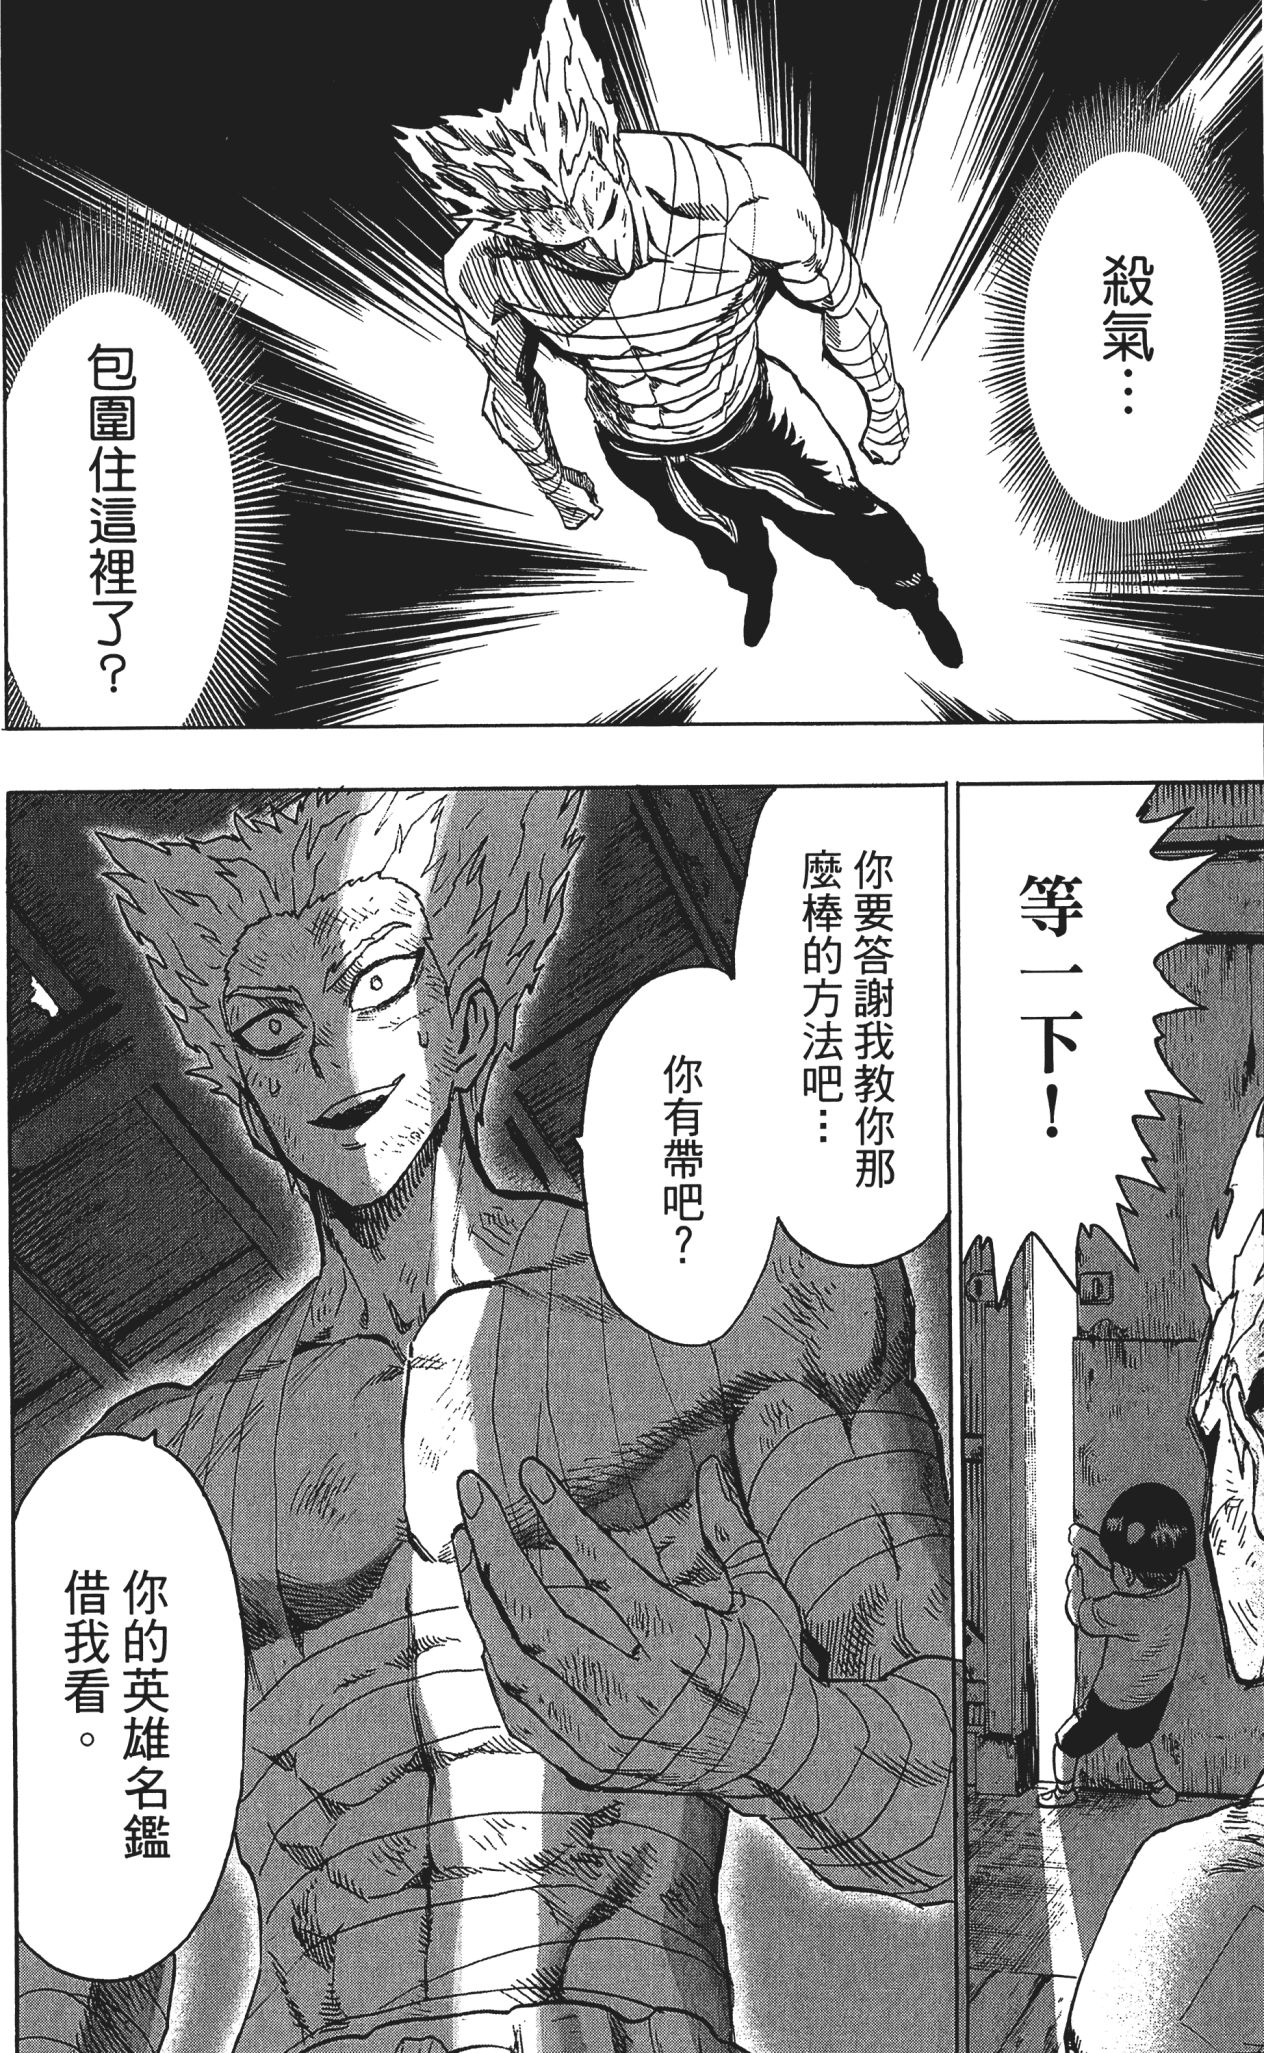 殺氣…
包圍住這裡了?
等一下!
你要答謝我教你那
麼棒的方法吧…
你有帶吧?
你的英雄名鑑
借我看。